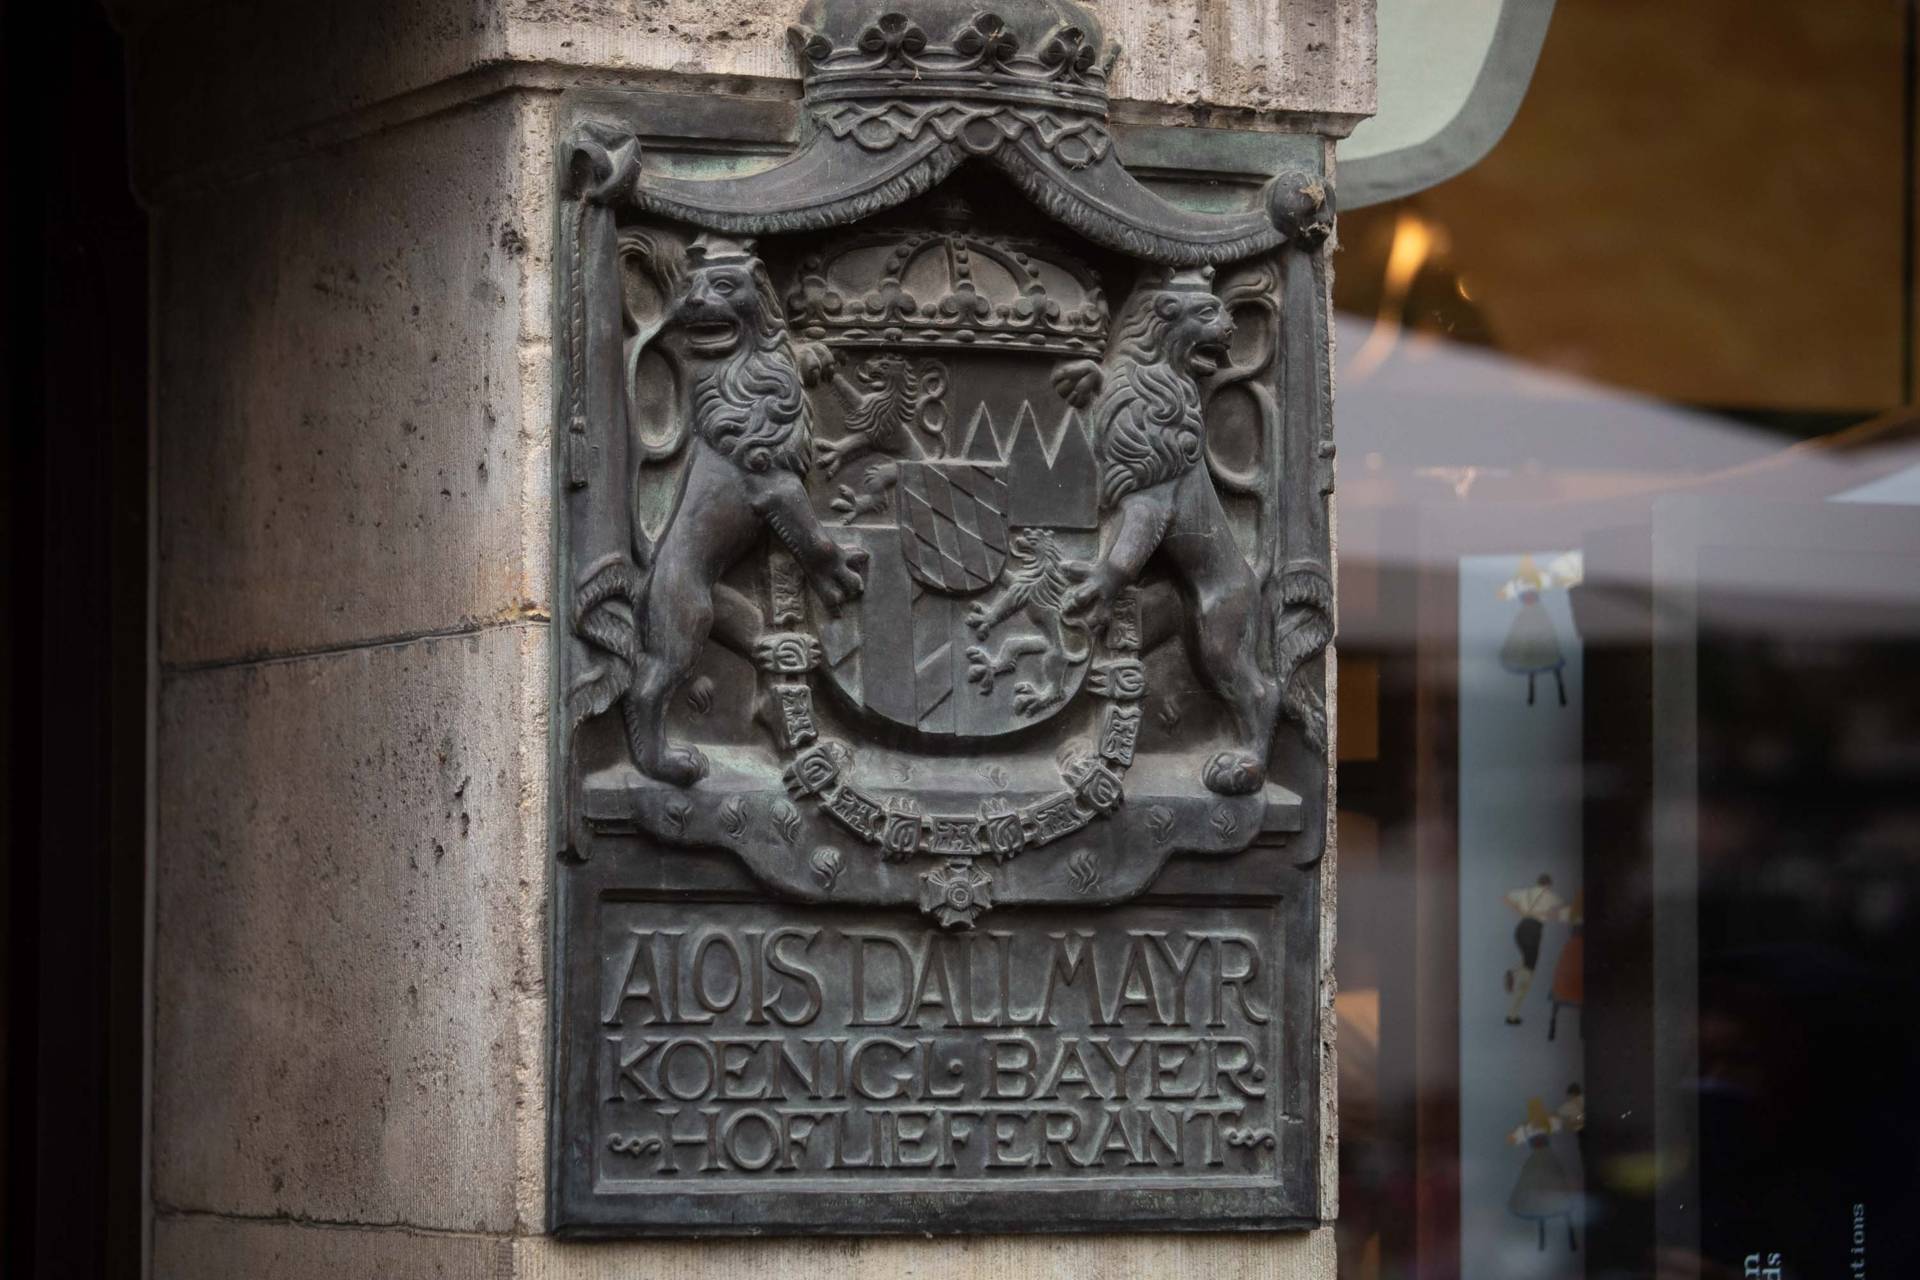 ALOIS DALLMAYR
KOENIGL· BAYER·
HOFLIEFERANT